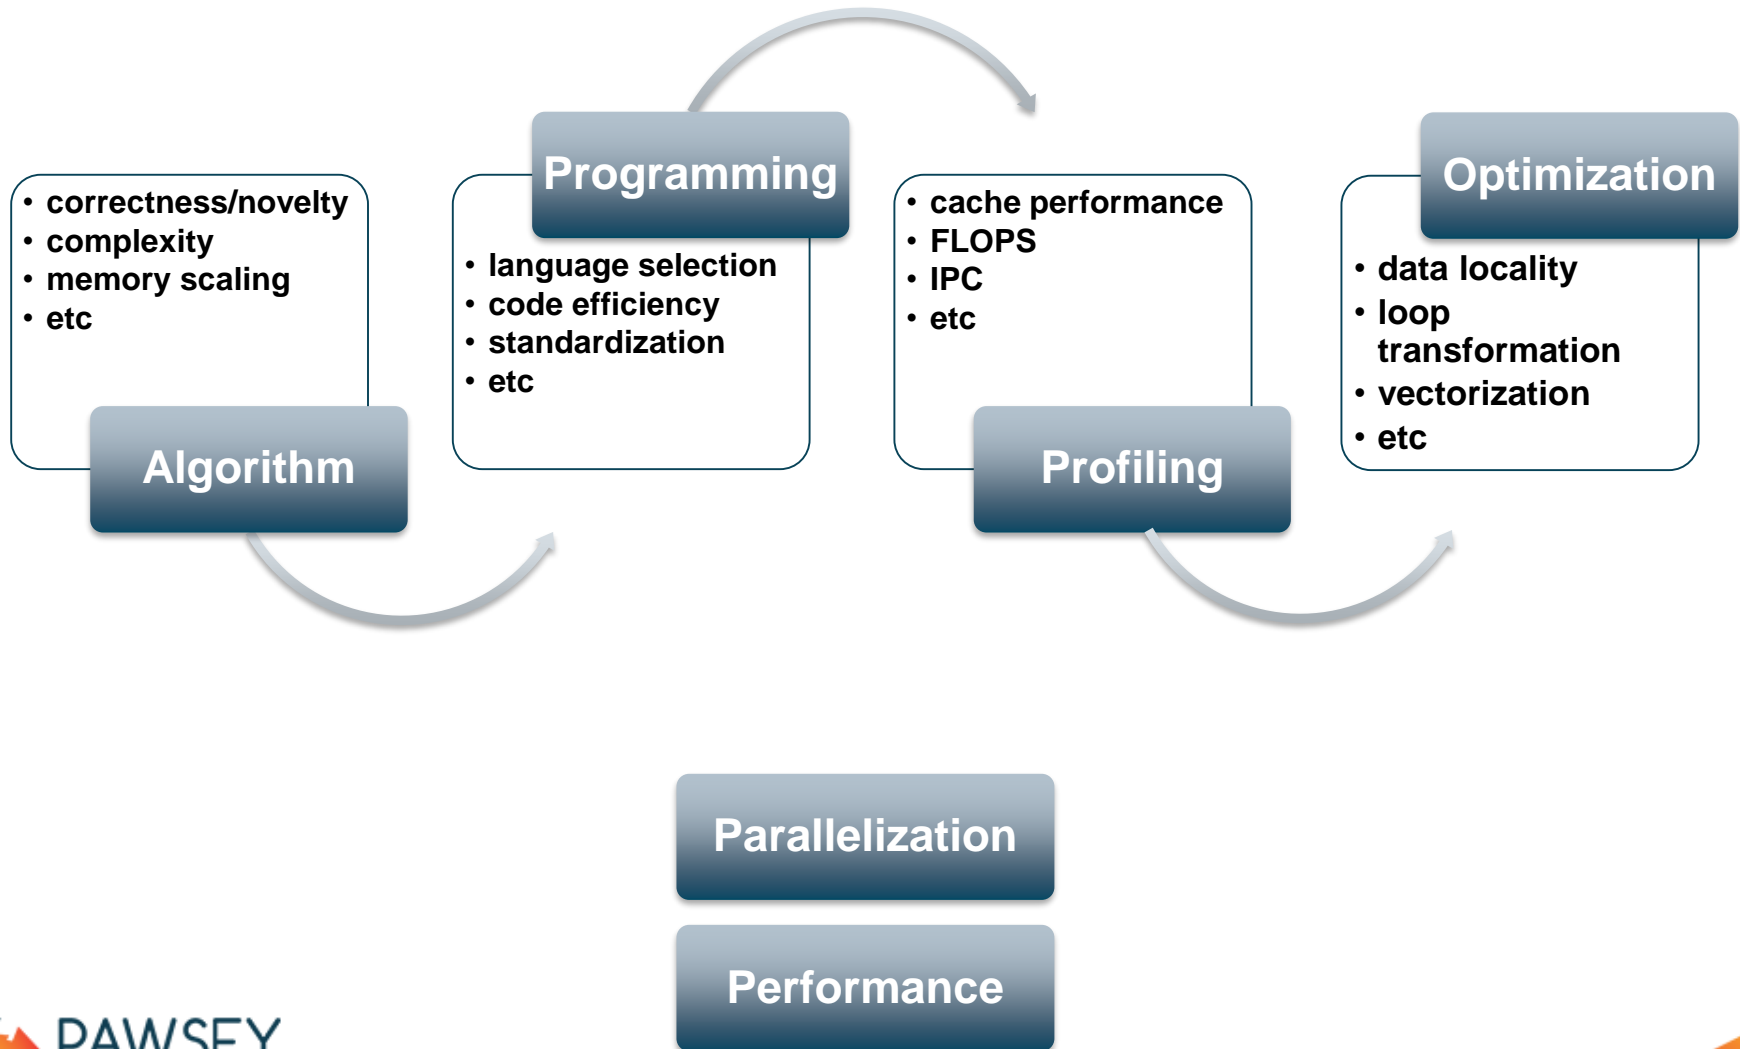 • correctness/novelty
• complexity
• memory scaling
• etc
Algorithm
Programming
• language selection
• code efficiency
• standardization
• etc
• cache performance
• FLOPS
• IPC
• etc
Profiling
Optimization
• data locality
• loop
transformation
• vectorization
• etc
Parallelization
Performance
PAWSEY